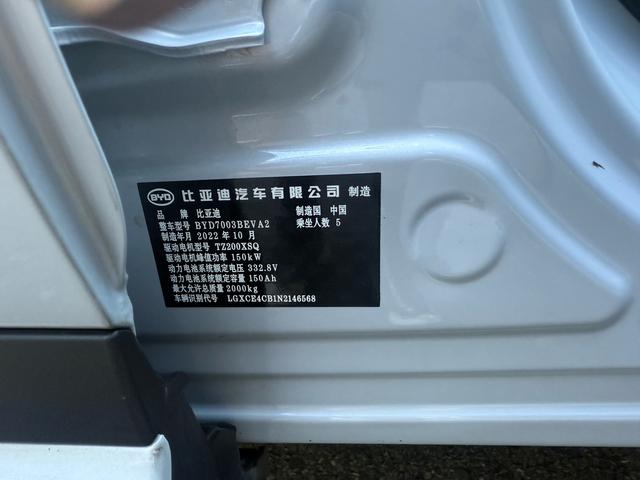 BYD 比亚迪汽车有限公司 制造
品 牌 比亚迪 制造国 中国
整车型号 BYD7003BEVA2 乘坐人数 5
制造年月 2022 年 10 月
驱动电机型号 TZ200XSQ
驱动电机峰值功率 150kW
动力电池系统额定电压 332.8V
动力电池系统额定容量 150Ah
最大允许总质量 2000kg
车辆识别代号 LGXCE4CB1N2146568